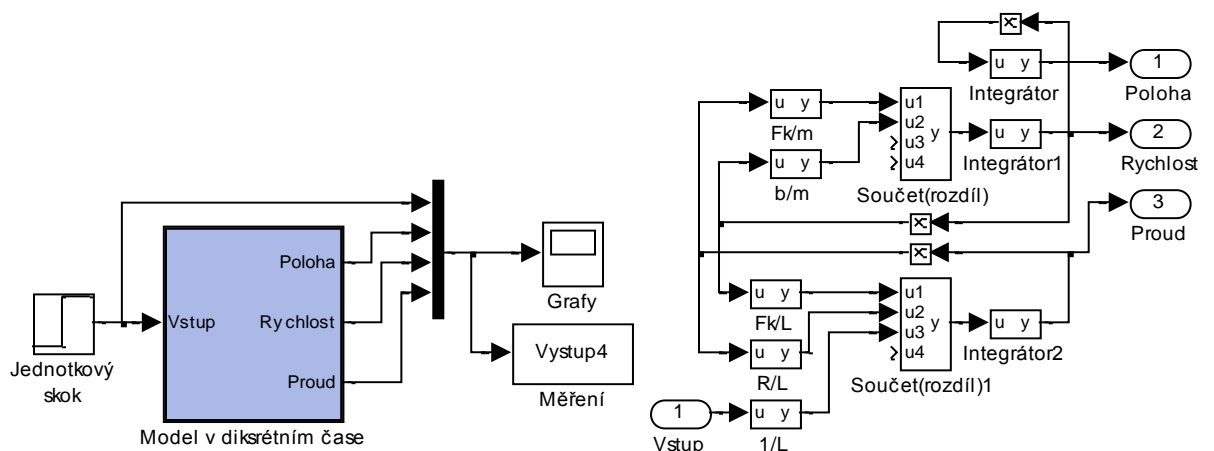 Poloha
Rychlost
Proud
Vstup
Jednotkový
skok
Model v diksrétním čase
Grafy
Vystup4
Měření
u y
Integrátor
1
Poloha
u y
Fk/m
u1
u2
u3
u4
y
u y
Integrátor1
2
Rychlost
u y
b/m
Součet(rozdíl)
3
Proud
u y
Fk/L
u1
u2
u3
u4
y
u y
Integrátor2
u y
R/L
Součet(rozdíl)1
1
Vstup
u y
1/L